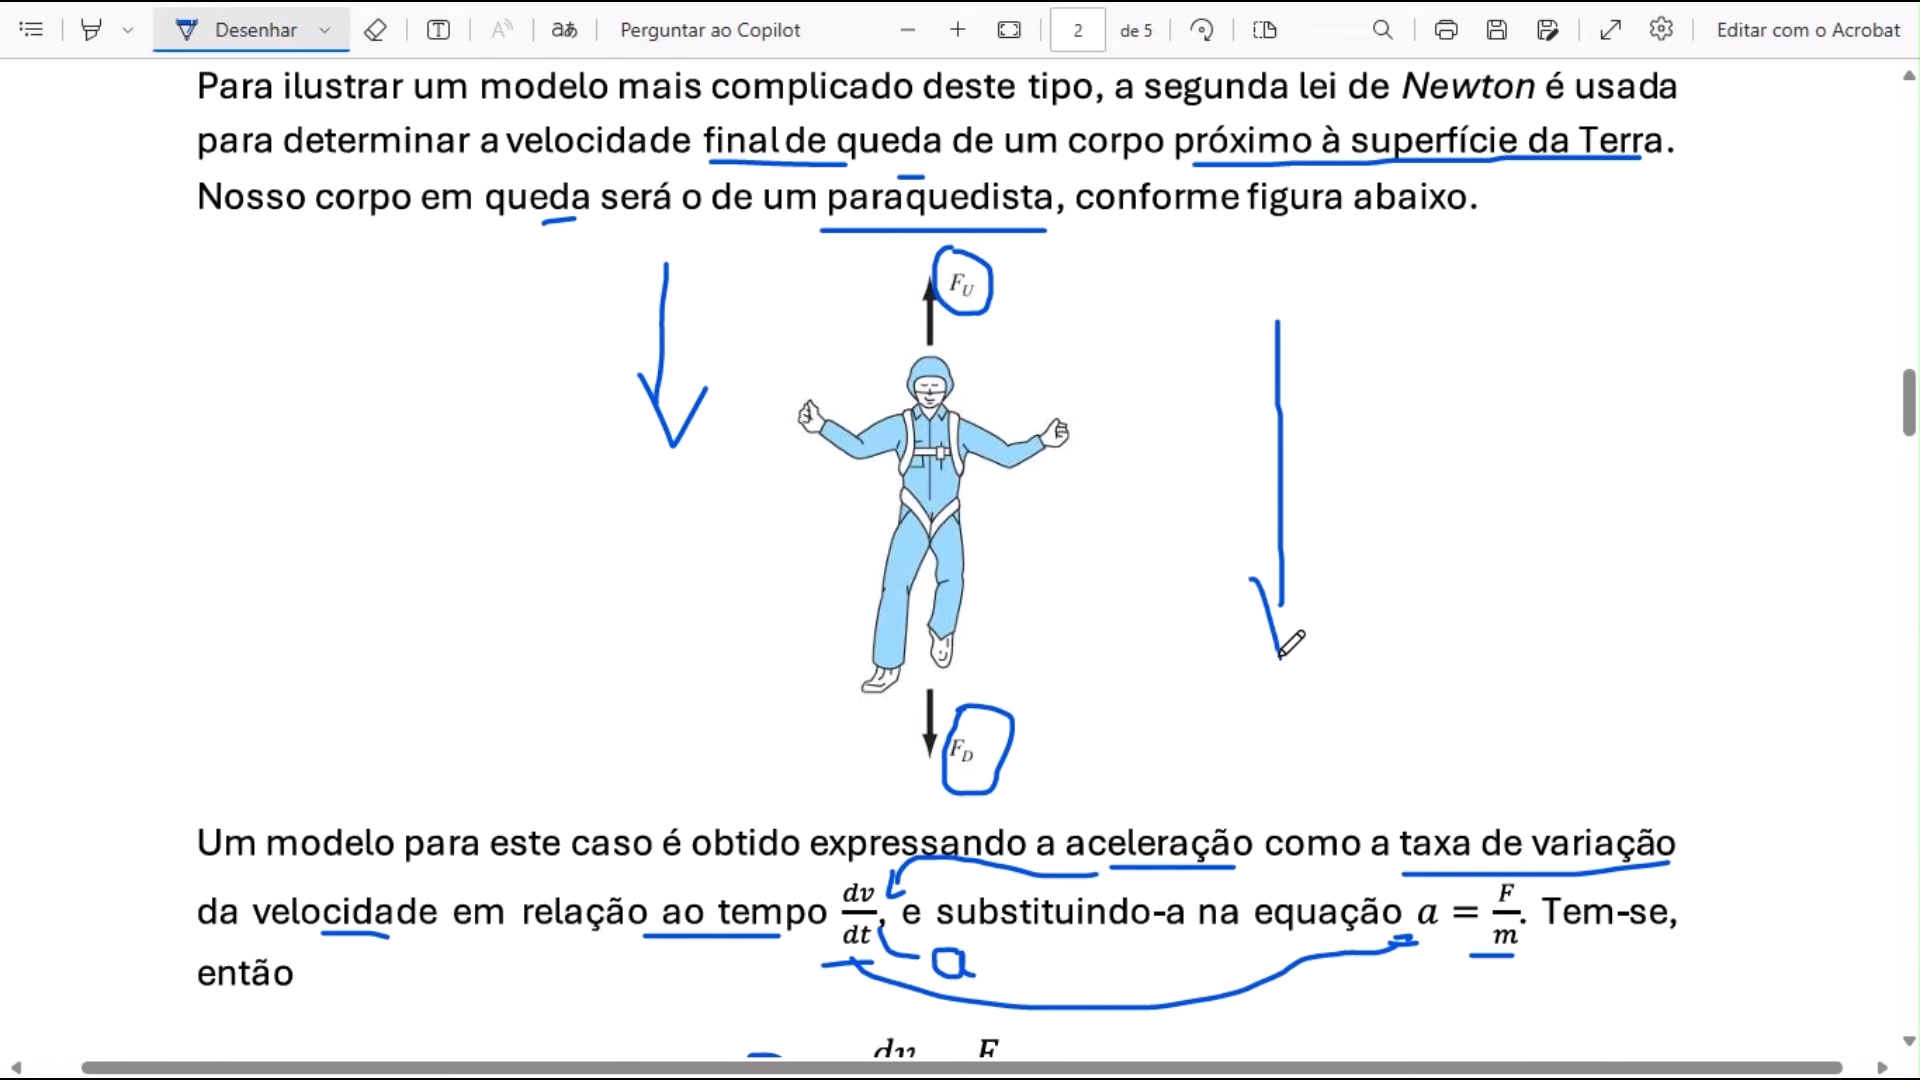 Desenhar
Perguntar ao Copilot
2
de 5
Editar com o Acrobat
Para ilustrar um modelo mais complicado deste tipo, a segunda lei de Newton é usada
para determinar a velocidade final de queda de um corpo próximo à superfície da Terra.
Nosso corpo em queda será o de um paraquedista, conforme figura abaixo.
F_U
F_D
Um modelo para este caso é obtido expressando a aceleração como a taxa de variação
da velocidade em relação ao tempo dv/dt, e substituindo-a na equação a = F/m. Tem-se,
a
então
dv F